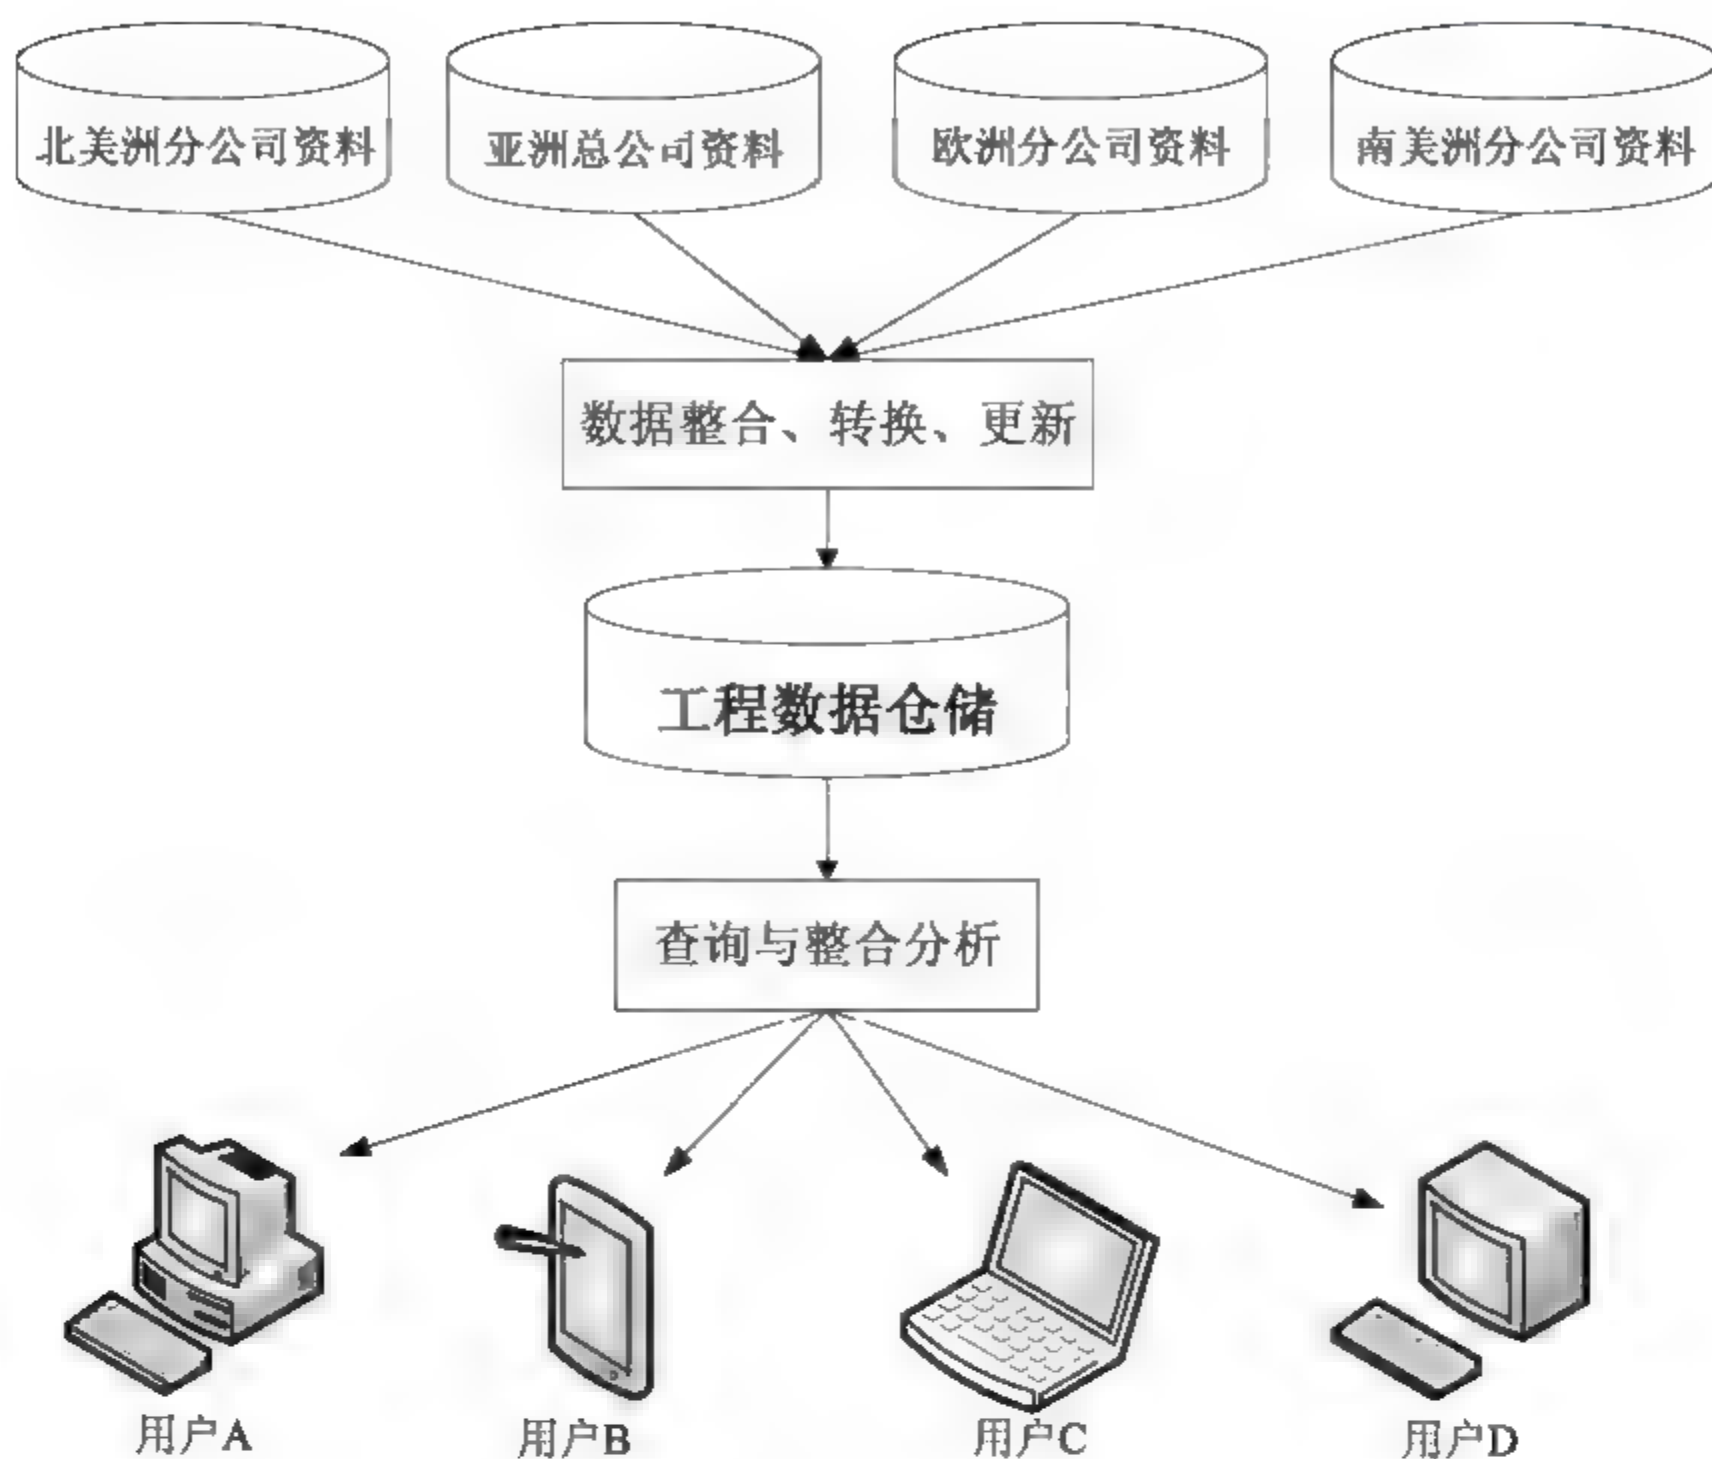 北美洲分公司资料
亚洲总公司资料
欧洲分公司资料
南美洲分公司资料
数据整合、转换、更新
工程数据仓储
查询与整合分析
用户A
用户B
用户C
用户D